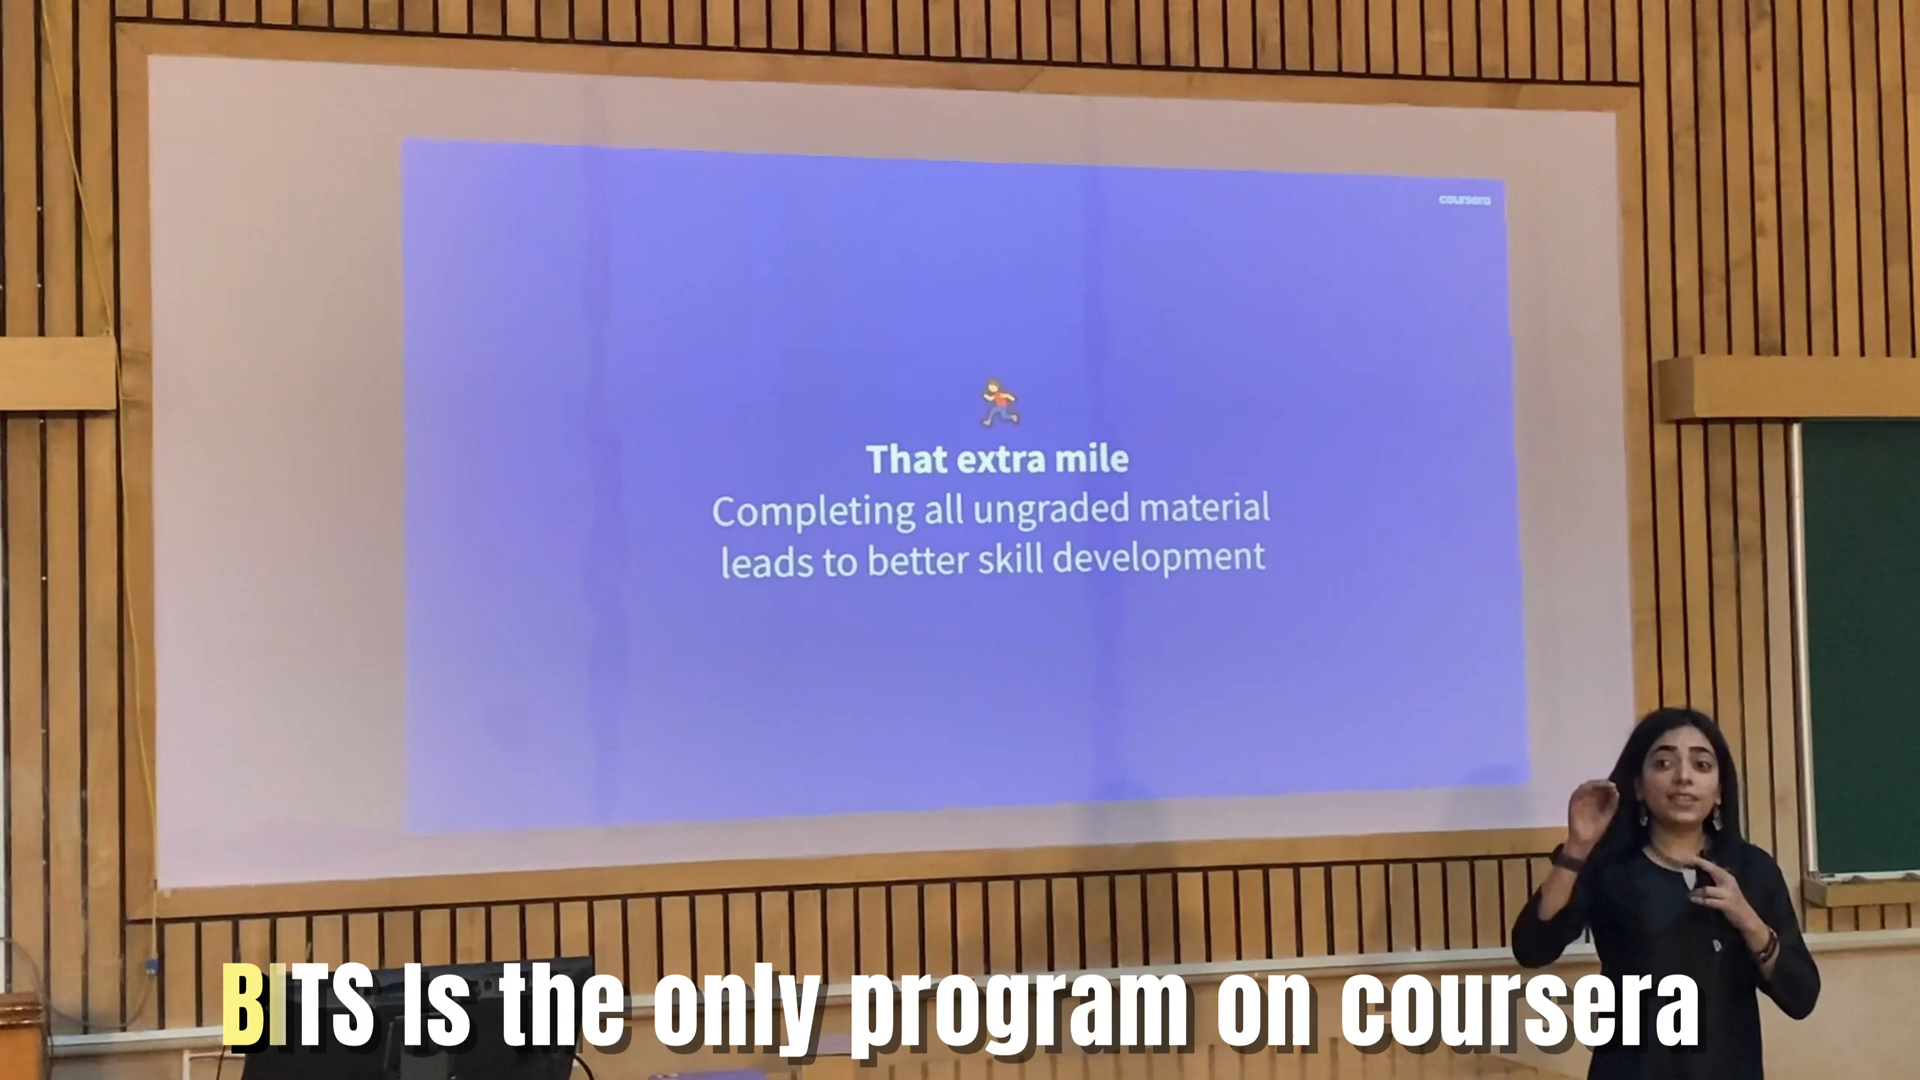 coursera
That extra mile
Completing all ungraded material
leads to better skill development
BITS Is the only program on coursera